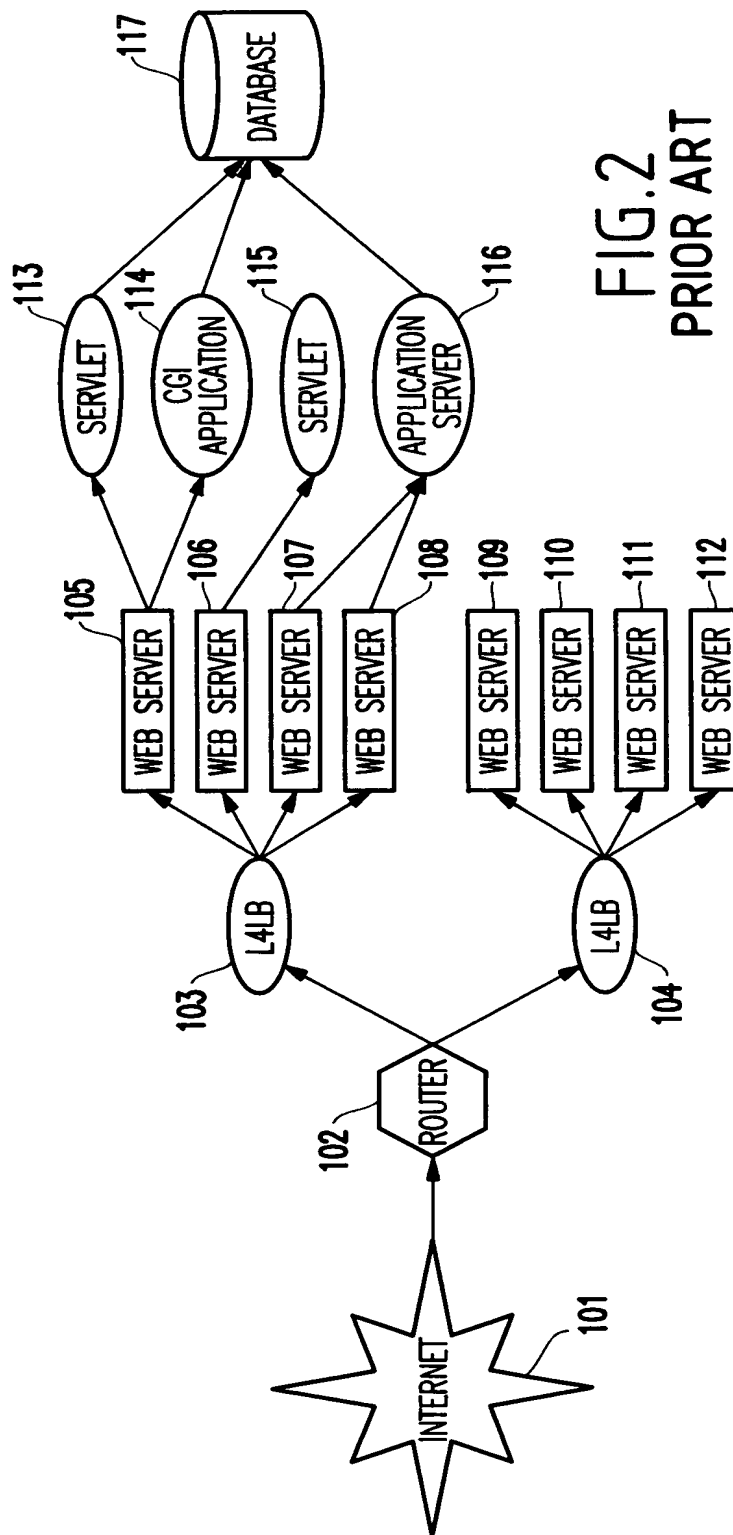 101
INTERNET
102
ROUTER
103
L4LB
L4LB
104
105
WEB SERVER
106
WEB SERVER
107
WEB SERVER
108
WEB SERVER
109
WEB SERVER
110
WEB SERVER
111
WEB SERVER
112
WEB SERVER
113
SERVLET
114
CGI
APPLICATION
115
SERVLET
116
APPLICATION
SERVER
117
DATABASE
FIG.2
PRIOR ART